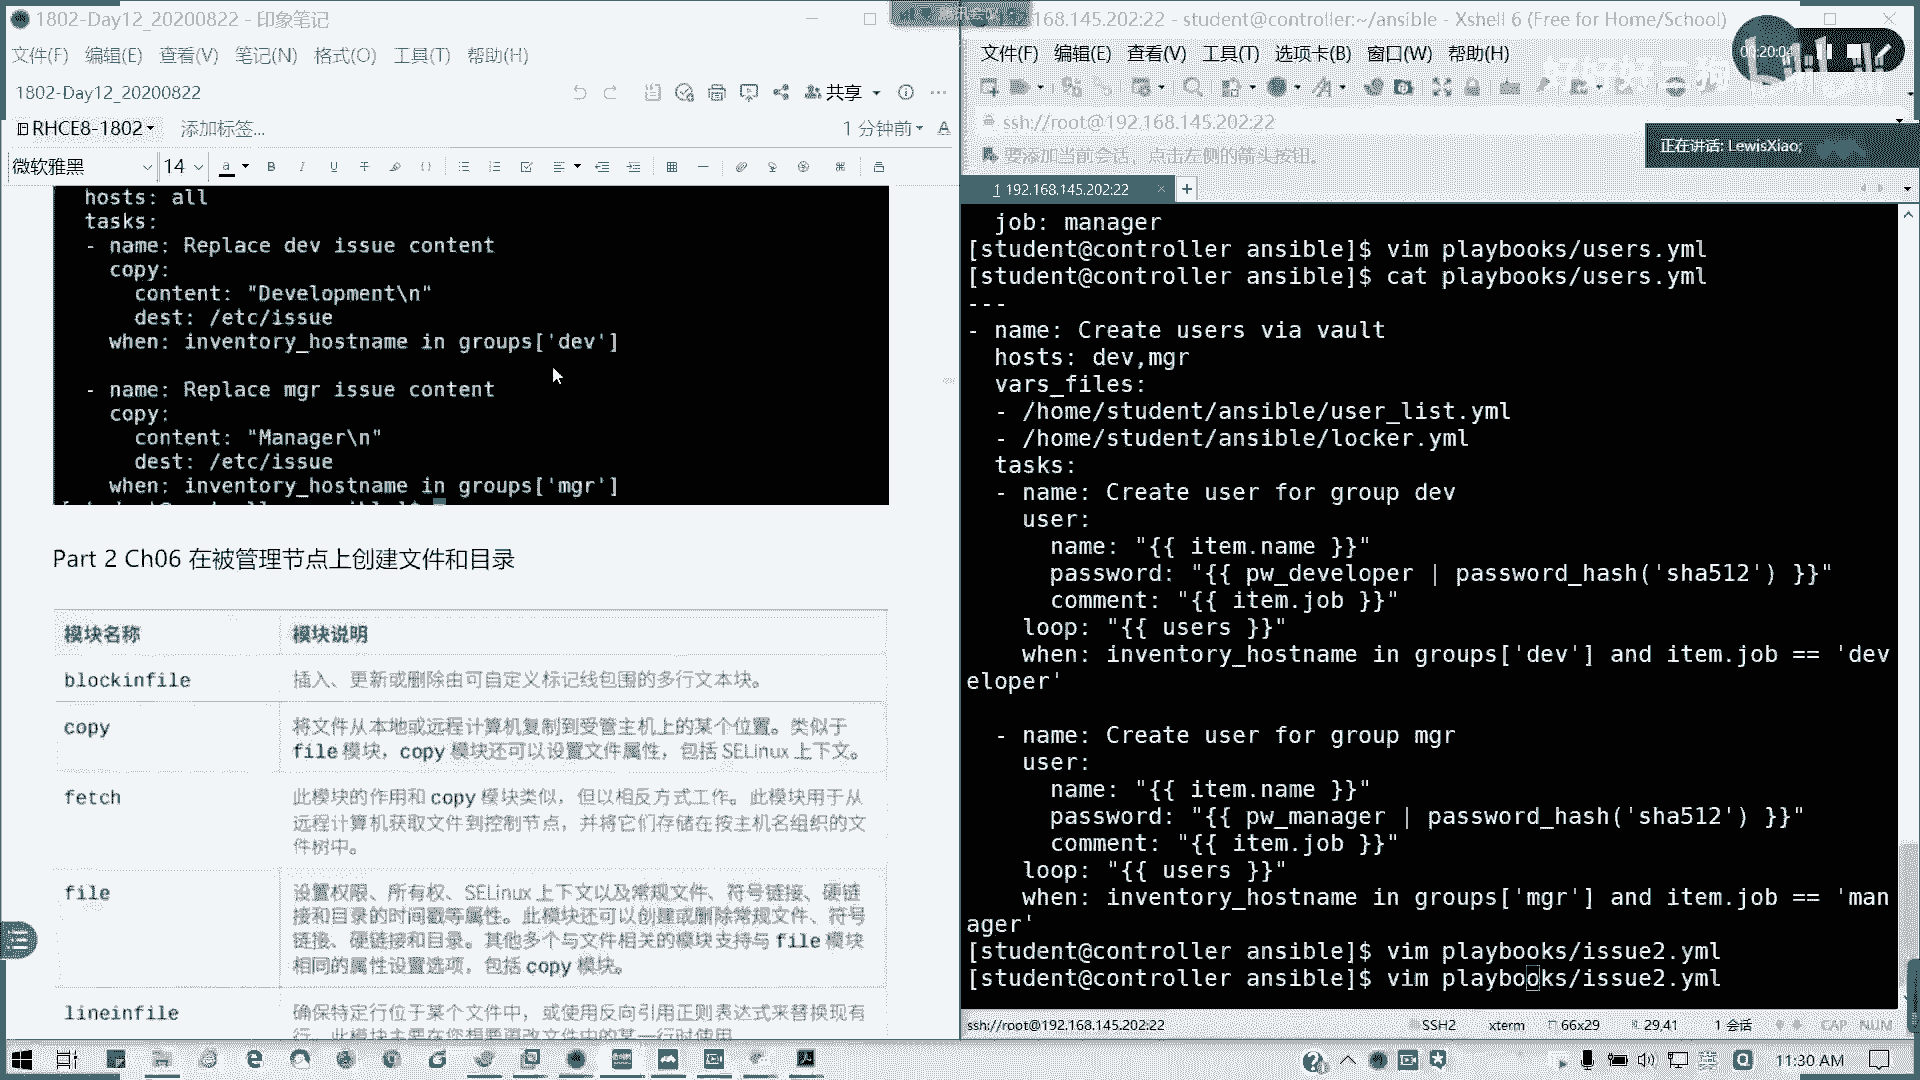 1802-Day12_20200822 - 印象笔记
文件(F) 编辑(E) 查看(V) 笔记(N) 格式(O) 工具(T) 帮助(H)
1802-Day12_20200822
共享
RHCE8-1802
添加标签...
1 分钟前
微软雅黑 14
hosts: all
tasks:
- name: Replace dev issue content
copy:
content: "Development\n"
dest: /etc/issue
when: inventory_hostname in groups['dev']
- name: Replace mgr issue content
copy:
content: "Manager\n"
dest: /etc/issue
when: inventory_hostname in groups['mgr']
Part 2 Ch06 在被管理节点上创建文件和目录
模块名称 模块说明
blockinfile 插入、更新或删除由可自定义标记线包围的多行文本块。
copy 将文件从本地或远程计算机复制到受管主机上的某个位置。类似于
file 模块，copy 模块还可以设置文件属性，包括 SELinux 上下文。
fetch 此模块的作用和 copy 模块类似，但以相反方式工作。此模块用于从
远程计算机获取文件到控制节点，并将它们存储在按主机名组织的文
件树中。
file 设置权限、所有权、SELinux 上下文以及常规文件、符号链接、硬链
接和目录的时间戳等属性。此模块还可以创建或删除常规文件、符号
链接、硬链接和目录。其他多个与文件相关的模块支持与 file 模块
相同的属性设置选项，包括 copy 模块。
lineinfile 确保特定行位于某个文件中，或使用反向引用正则表达式来替换现有
行。此模块主要在您想要更改文件中的某一行时使用。
168.145.202:22 - student@controller:~/ansible - Xshell 6 (Free for Home/School)
文件(F) 编辑(E) 查看(V) 工具(T) 选项卡(B) 窗口(W) 帮助(H)
00:20:04
ssh://root@192.168.145.202:22
要添加当前会话，点击左侧的箭头按钮。
正在讲话: LewisXiao;
1 192.168.145.202:22
job: manager
[student@controller ansible]$ vim playbooks/users.yml
[student@controller ansible]$ cat playbooks/users.yml
---
- name: Create users via vault
hosts: dev,mgr
vars_files:
- /home/student/ansible/user_list.yml
- /home/student/ansible/locker.yml
tasks:
- name: Create user for group dev
user:
name: "{{ item.name }}"
password: "{{ pw_developer | password_hash('sha512') }}"
comment: "{{ item.job }}"
loop: "{{ users }}"
when: inventory_hostname in groups['dev'] and item.job == 'dev
eloper'
- name: Create user for group mgr
user:
name: "{{ item.name }}"
password: "{{ pw_manager | password_hash('sha512') }}"
comment: "{{ item.job }}"
loop: "{{ users }}"
when: inventory_hostname in groups['mgr'] and item.job == 'man
ager'
[student@controller ansible]$ vim playbooks/issue2.yml
[student@controller ansible]$ vim playbooks/issue2.yml
ssh://root@192.168.145.202:22 SSH2 xterm 66x29 29,41 1 会话 CAP NUM
11:30 AM